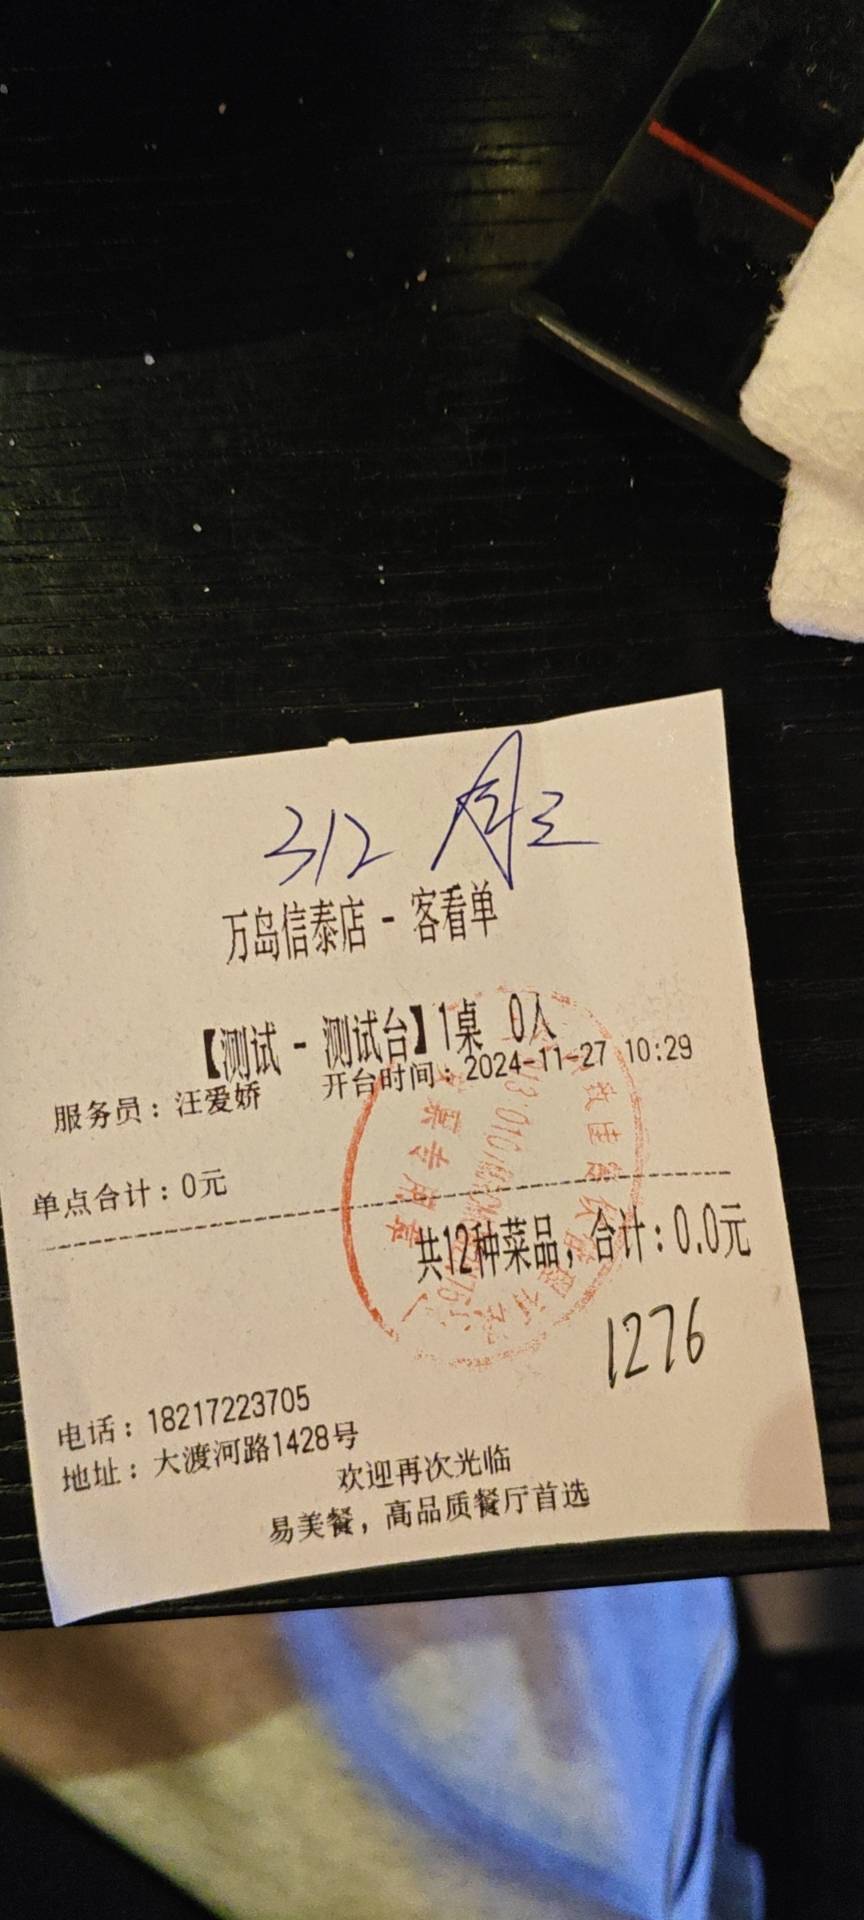 312 周三
万岛信泰店 - 客看单
【测试 - 测试台】1桌 0人
服务员：汪爱娇 开台时间：2024-11-27 10:29
单点合计：0元
共12种菜品，合计：0.0元
1276
电话：18217223705
地址：大渡河路1428号
欢迎再次光临
易美餐，高品质餐厅首选
票专用章